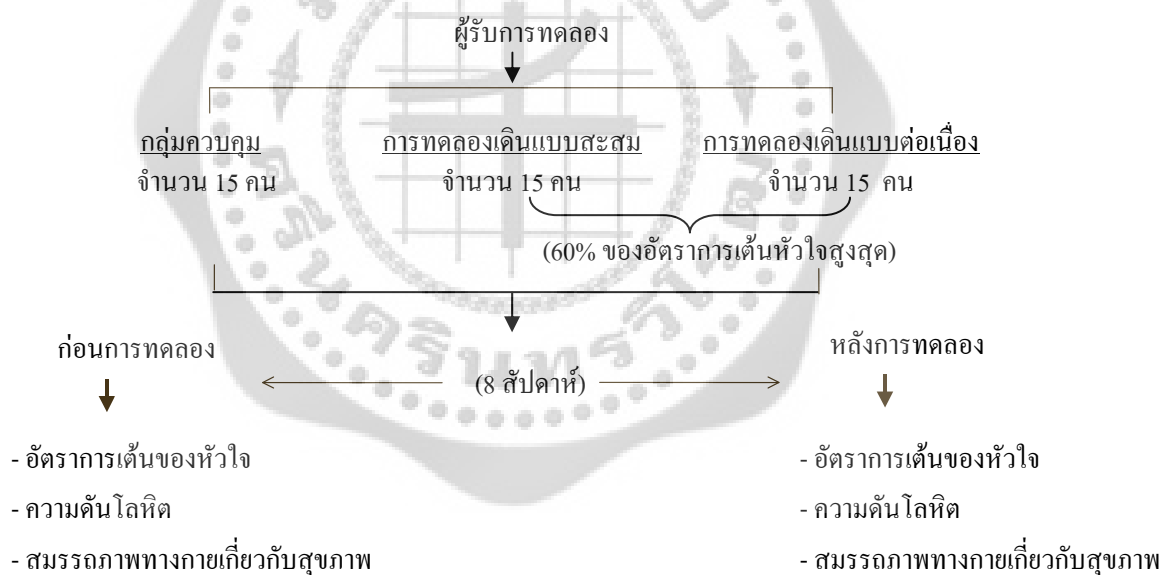 ผู้รับการทดลอง
กลุ่มควบคุม การทดลองเดินแบบสะสม การทดลองเดินแบบต่อเนื่อง
จำนวน 15 คน จำนวน 15 คน จำนวน 15 คน
(60% ของอัตราการเต้นหัวใจสูงสุด)
ก่อนการทดลอง หลังการทดลอง
(8 สัปดาห์)
- อัตราการเต้นของหัวใจ - อัตราการเต้นของหัวใจ
- ความดันโลหิต - ความดันโลหิต
- สมรรถภาพทางกายเกี่ยวกับสุขภาพ - สมรรถภาพทางกายเกี่ยวกับสุขภาพ